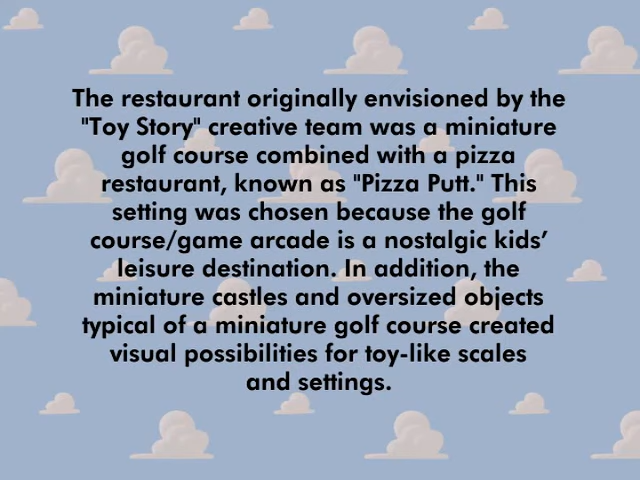 The restaurant originally envisioned by the
"Toy Story" creative team was a miniature
golf course combined with a pizza
restaurant, known as "Pizza Putt." This
setting was chosen because the golf
course/game arcade is a nostalgic kids’
leisure destination. In addition, the
miniature castles and oversized objects
typical of a miniature golf course created
visual possibilities for toy-like scales
and settings.